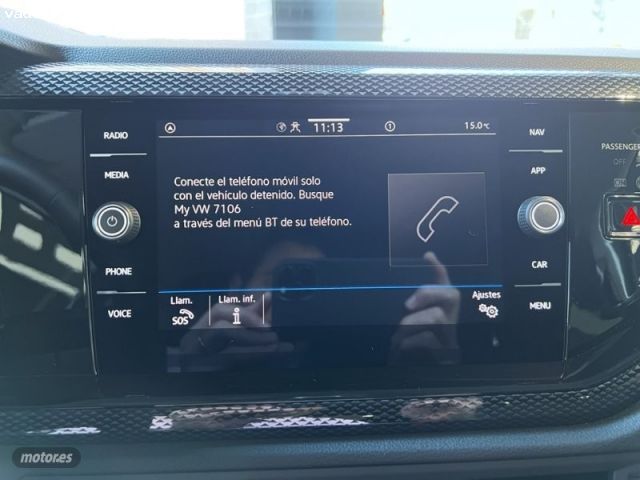 RADIO
MEDIA
PHONE
VOICE
11:13
15.0°C
Conecte el teléfono móvil solo
con el vehículo detenido. Busque
My VW 7106
a través del menú BT de su teléfono.
Llam.
SOS
Llam. inf.
Ajustes
NAV
APP
CAR
MENU
PASSENGER
motor.es